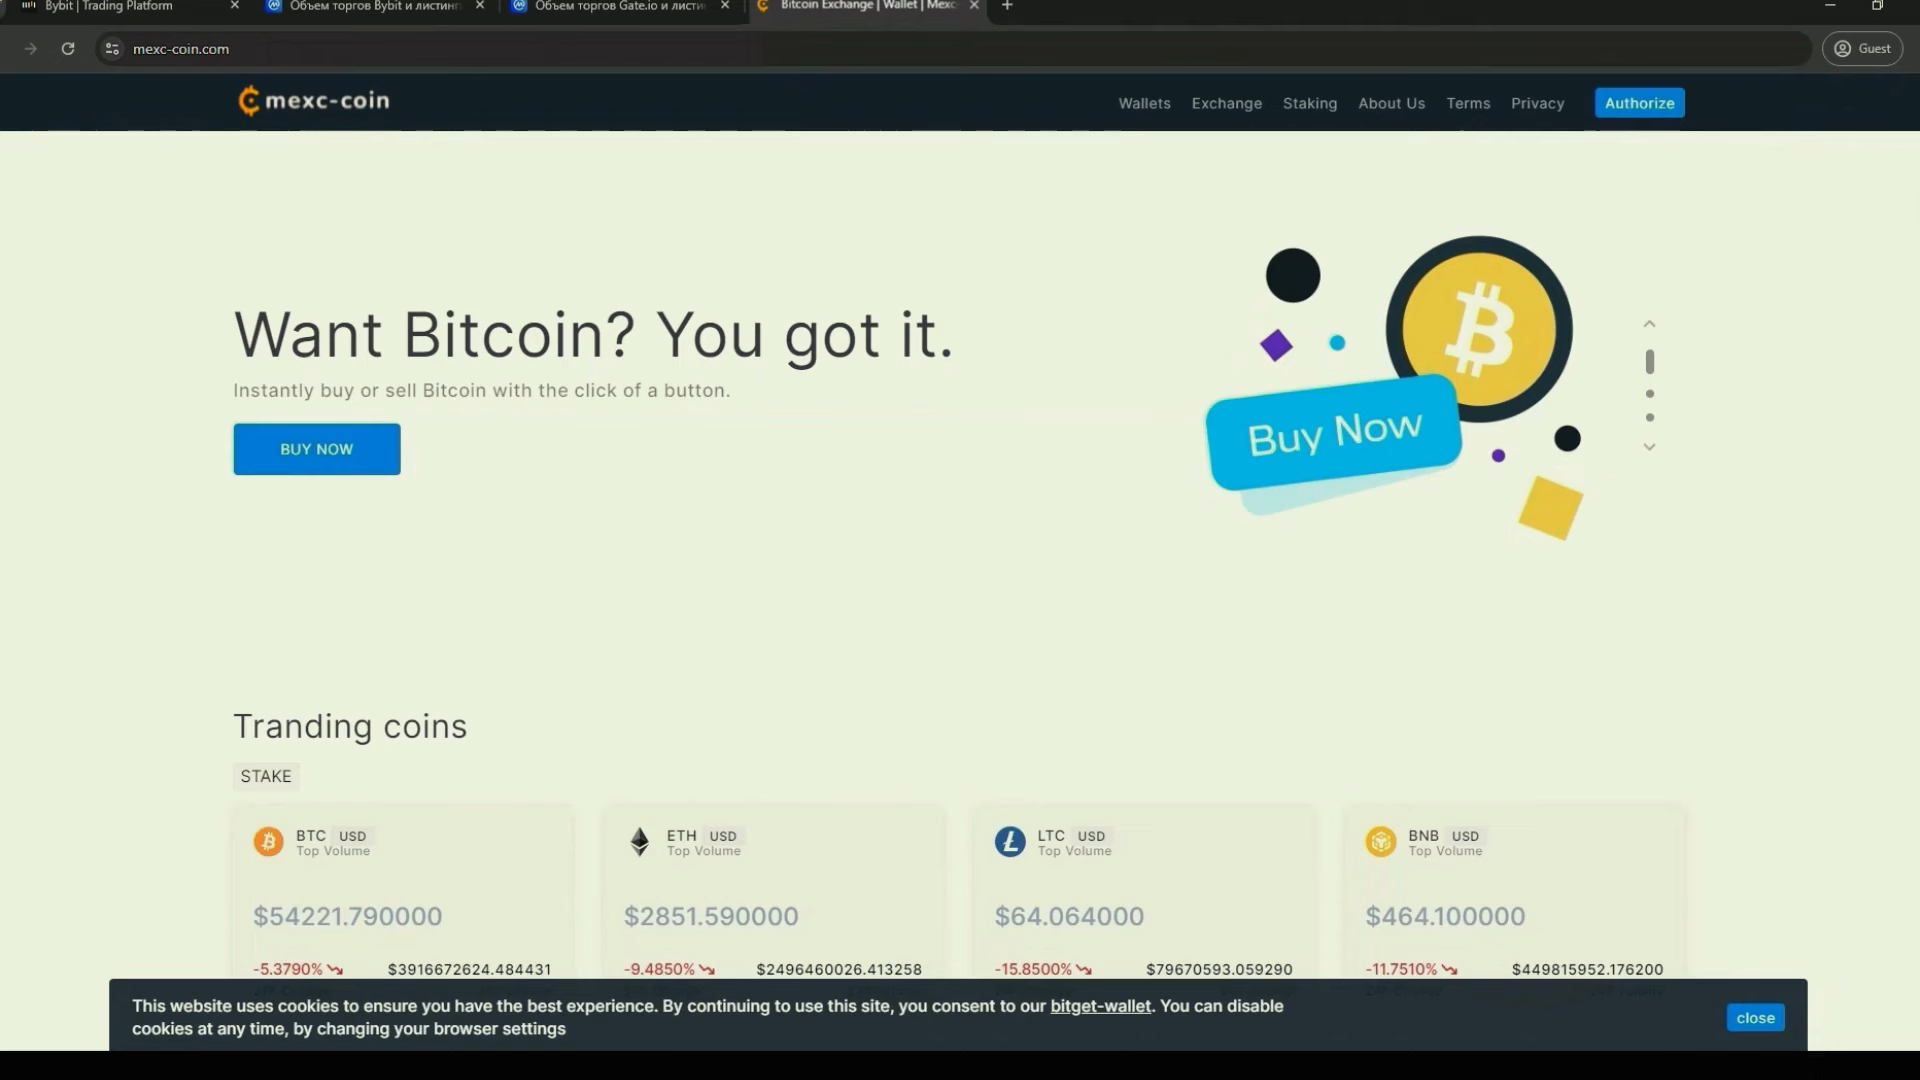 Bybit | Trading Platform
Объем торгов Bybit и листинг
Объем торгов Gate.io и листи
Bitcoin Exchange | Wallet | Mexc
mexc-coin.com
Guest
mexc-coin
Wallets
Exchange
Staking
About Us
Terms
Privacy
Authorize
Want Bitcoin? You got it.
Instantly buy or sell Bitcoin with the click of a button.
BUY NOW
Buy Now
Tranding coins
STAKE
BTC USD
Top Volume
$54221.790000
-5.3790% $3916672624.484431
ETH USD
Top Volume
$2851.590000
-9.4850% $2496460026.413258
LTC USD
Top Volume
$64.064000
-15.8500% $79670593.059290
BNB USD
Top Volume
$464.100000
-11.7510% $449815952.176200
This website uses cookies to ensure you have the best experience. By continuing to use this site, you consent to our bitget-wallet. You can disable
cookies at any time, by changing your browser settings
close